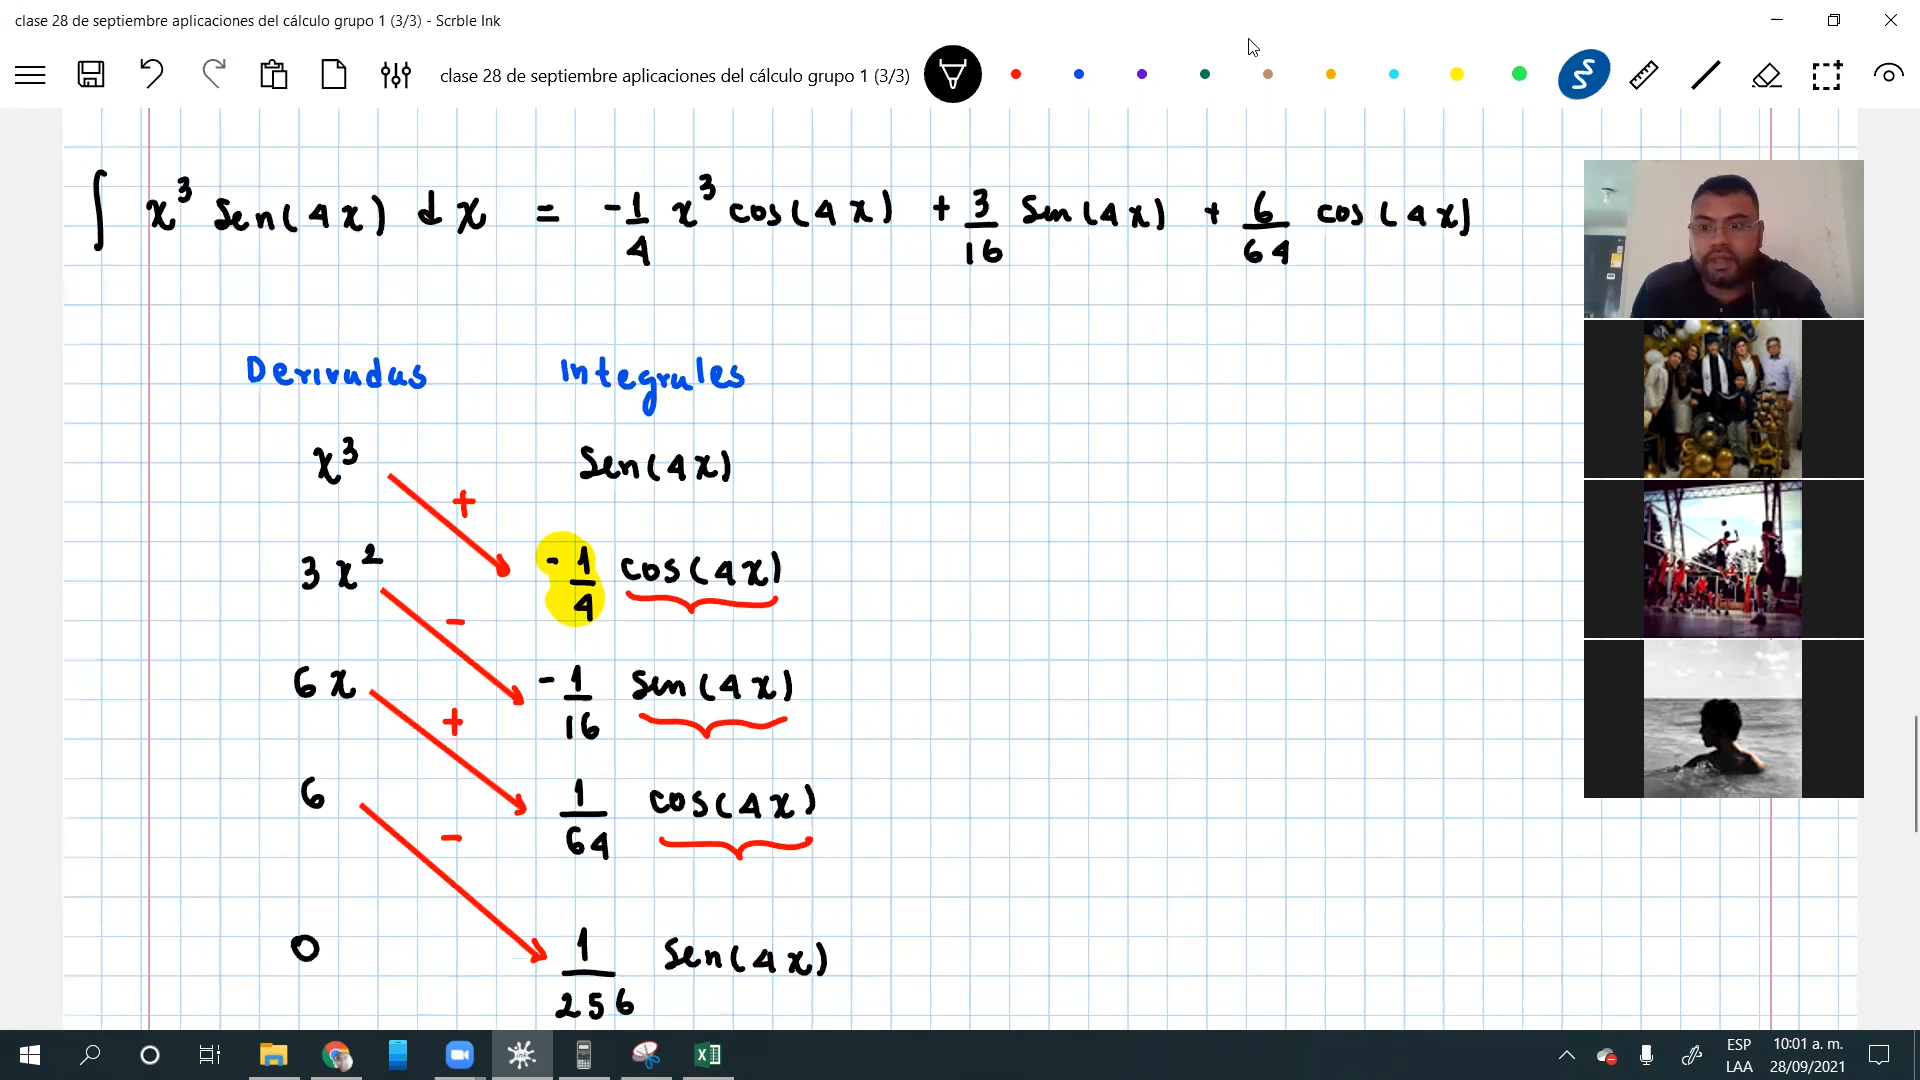 clase 28 de septiembre aplicaciones del cálculo grupo 1 (3/3) - Scrble Ink
clase 28 de septiembre aplicaciones del cálculo grupo 1 (3/3)
∫ x³ Sen(4x) dx = -1/4 x³ cos(4x) + 3/16 Sen(4x) + 6/64 cos(4x)
Derivadas Integrales
x³ Sen(4x)
+
3x² -1/4 cos(4x)
-
6x -1/16 Sen(4x)
+
6 1/64 cos(4x)
-
0 1/256 Sen(4x)
ESP 10:01 a. m.
LAA 28/09/2021